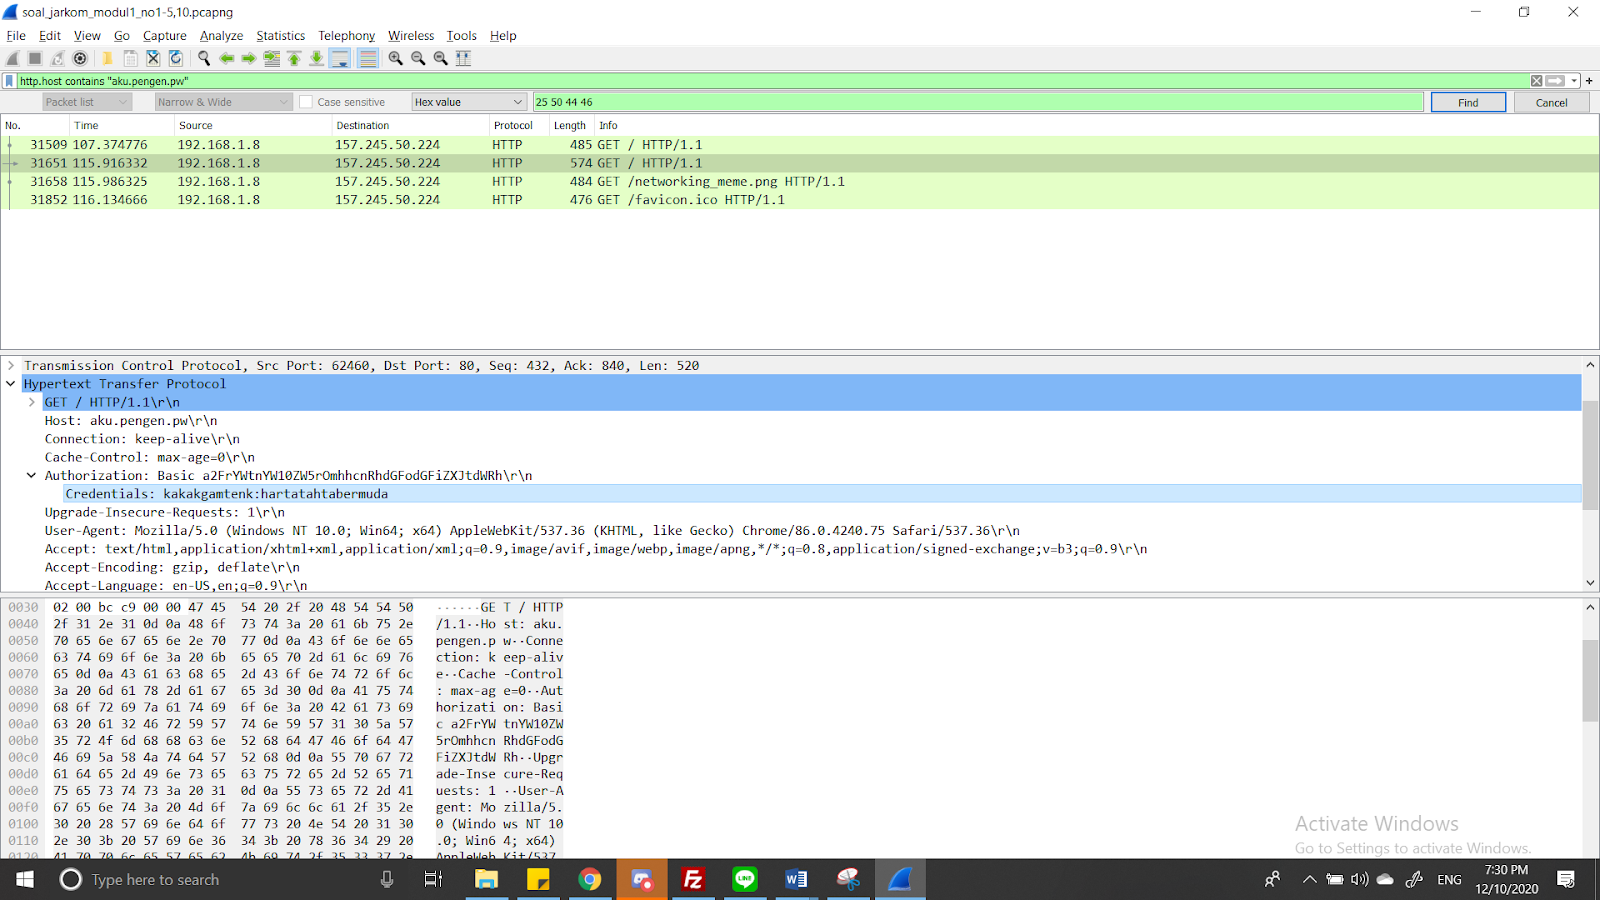 soal_jarkom_modul1_no1-5,10.pcapng
File Edit View Go Capture Analyze Statistics Telephony Wireless Tools Help
http.host contains "aku.pengen.pw"
Packet list Narrow & Wide Case sensitive Hex value 25 50 44 46 Find Cancel
No. Time Source Destination Protocol Length Info
31509 107.374776 192.168.1.8 157.245.50.224 HTTP 485 GET / HTTP/1.1
31651 115.916332 192.168.1.8 157.245.50.224 HTTP 574 GET / HTTP/1.1
31658 115.986325 192.168.1.8 157.245.50.224 HTTP 484 GET /networking_meme.png HTTP/1.1
31852 116.134666 192.168.1.8 157.245.50.224 HTTP 476 GET /favicon.ico HTTP/1.1
Transmission Control Protocol, Src Port: 62460, Dst Port: 80, Seq: 432, Ack: 840, Len: 520
Hypertext Transfer Protocol
GET / HTTP/1.1\r\n
Host: aku.pengen.pw\r\n
Connection: keep-alive\r\n
Cache-Control: max-age=0\r\n
Authorization: Basic a2FrYWtnYW10ZW5rOmhhcnRhdGFodGFiZXJtdWRh\r\n
Credentials: kakakgamtenk:hartatahtabermuda
Upgrade-Insecure-Requests: 1\r\n
User-Agent: Mozilla/5.0 (Windows NT 10.0; Win64; x64) AppleWebKit/537.36 (KHTML, like Gecko) Chrome/86.0.4240.75 Safari/537.36\r\n
Accept: text/html,application/xhtml+xml,application/xml;q=0.9,image/avif,image/webp,image/apng,*/*;q=0.8,application/signed-exchange;v=b3;q=0.9\r\n
Accept-Encoding: gzip, deflate\r\n
Accept-Language: en-US,en;q=0.9\r\n
0030 02 00 bc c9 00 00 47 45 54 20 2f 20 48 54 54 50 ······GE T / HTTP
0040 2f 31 2e 31 0d 0a 48 6f 73 74 3a 20 61 6b 75 2e /1.1··Ho st: aku.
0050 70 65 6e 67 65 6e 2e 70 77 0d 0a 43 6f 6e 6e 65 pengen.p w··Conne
0060 63 74 69 6f 6e 3a 20 6b 65 65 70 2d 61 6c 69 76 ction: k eep-aliv
0070 65 0d 0a 43 61 63 68 65 2d 43 6f 6e 74 72 6f 6c e··Cache -Control
0080 3a 20 6d 61 78 2d 61 67 65 3d 30 0d 0a 41 75 74 : max-ag e=0··Aut
0090 68 6f 72 69 7a 61 74 69 6f 6e 3a 20 42 61 73 69 horizati on: Basi
00a0 63 20 61 32 46 72 59 57 74 6e 59 57 31 30 5a 57 c a2FrYW tnYW10ZW
00b0 35 72 4f 6d 68 68 63 6e 52 68 64 47 46 6f 64 47 5rOmhhcn RhdGFodG
00c0 46 69 5a 58 4a 74 64 57 52 68 0d 0a 55 70 67 72 FiZXJtdW Rh··Upgr
00d0 61 64 65 2d 49 6e 73 65 63 75 72 65 2d 52 65 71 ade-Inse cure-Req
00e0 75 65 73 74 73 3a 20 31 0d 0a 55 73 65 72 2d 41 uests: 1 ··User-A
00f0 67 65 6e 74 3a 20 4d 6f 7a 69 6c 6c 61 2f 35 2e gent: Mo zilla/5.
0100 30 20 28 57 69 6e 64 6f 77 73 20 4e 54 20 31 30 0 (Windo ws NT 10
0110 2e 30 3b 20 57 69 6e 36 34 3b 20 78 36 34 29 20 .0; Win6 4; x64)
0120 41 70 70 6c 65 57 65 62 4b 69 74 2f 35 33 37 2e AppleWeb Kit/537.
Activate Windows
Go to Settings to activate Windows.
Type here to search
ENG
7:30 PM
12/10/2020